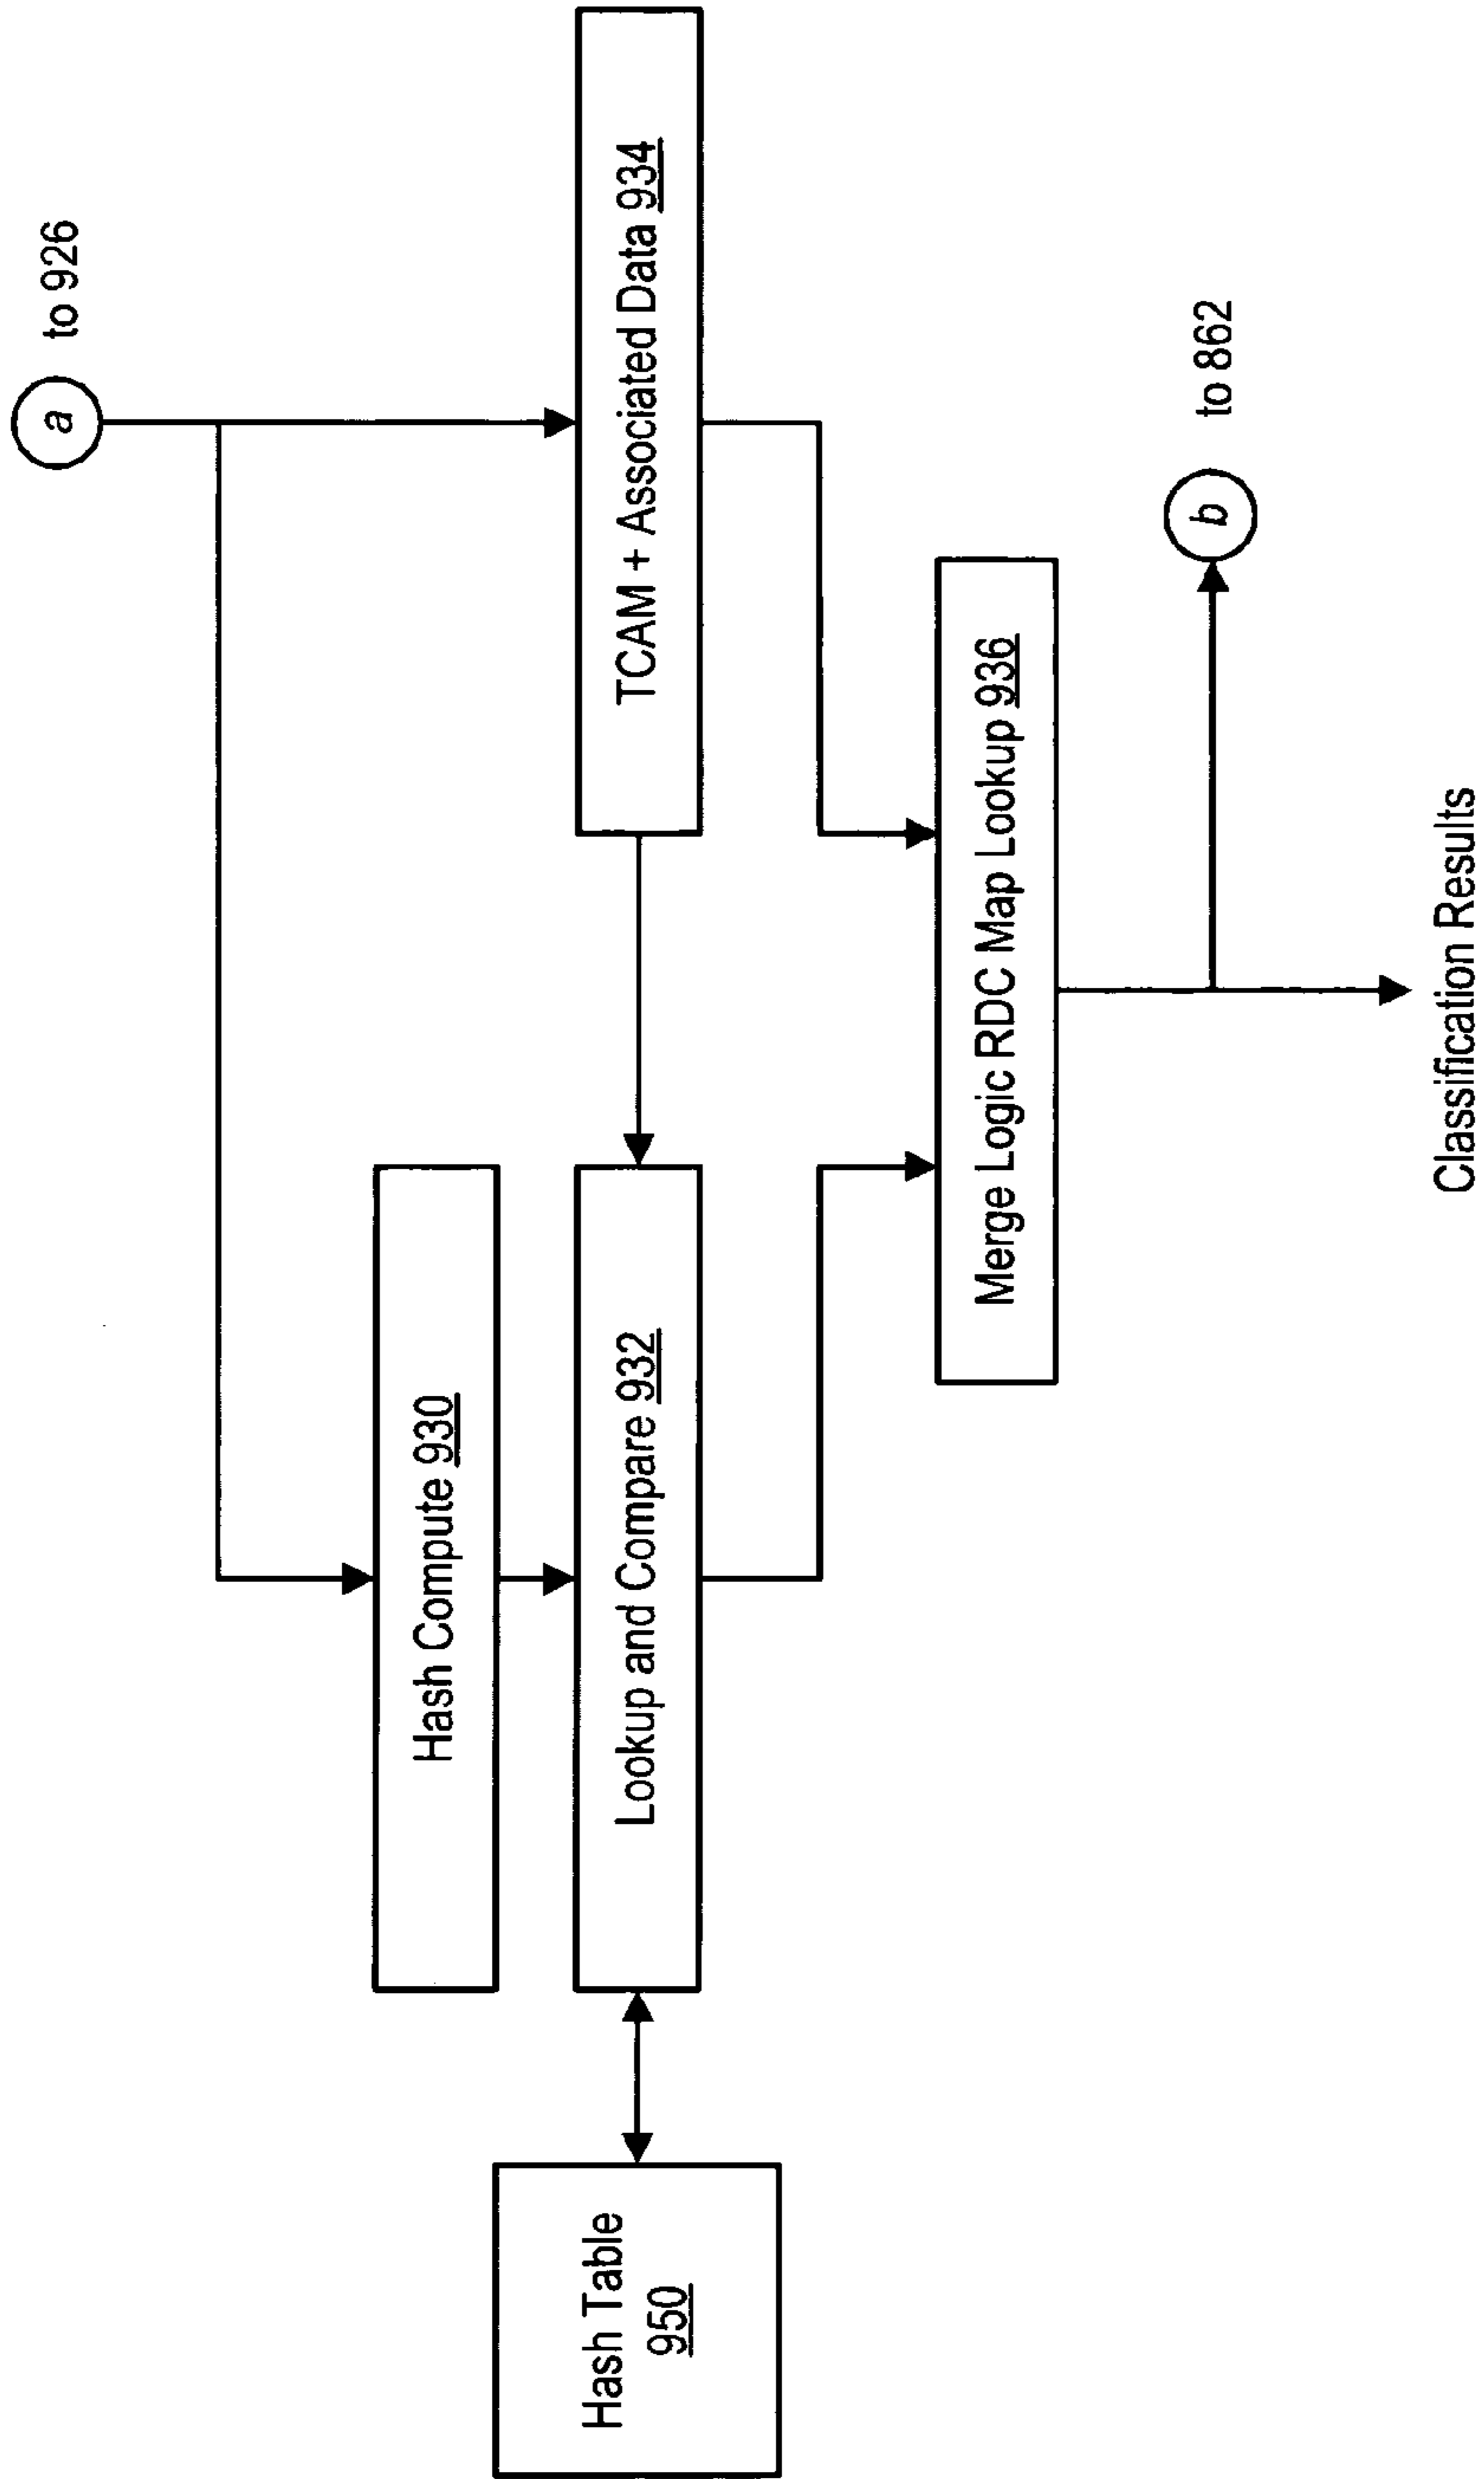 a
to 926
Hash Compute 930
Hash Table
950
Lookup and Compare 932
TCAM + Associated Data 934
Merge Logic RDC Map Lookup 936
b
to 862
Classification Results